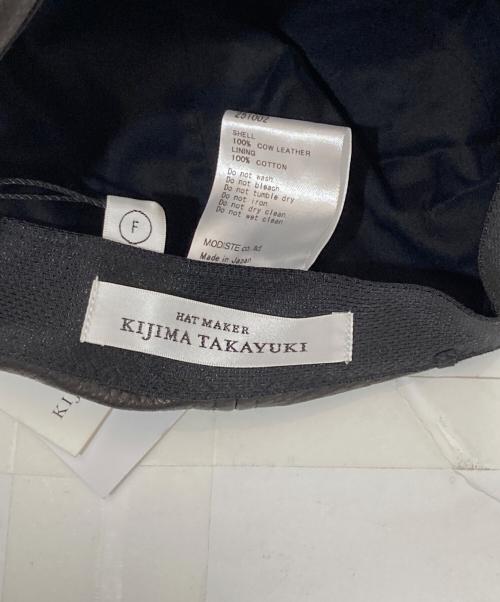 251002
SHELL
100% COW LEATHER
LINING
100% COTTON
Do not wash
Do not bleach
Do not tumble dry
Do not iron
Do not dry clean
Do not wet clean
MODISTE co.,ltd
Made in Japan
F
HAT MAKER
KIJIMA TAKAYUKI
KIJ